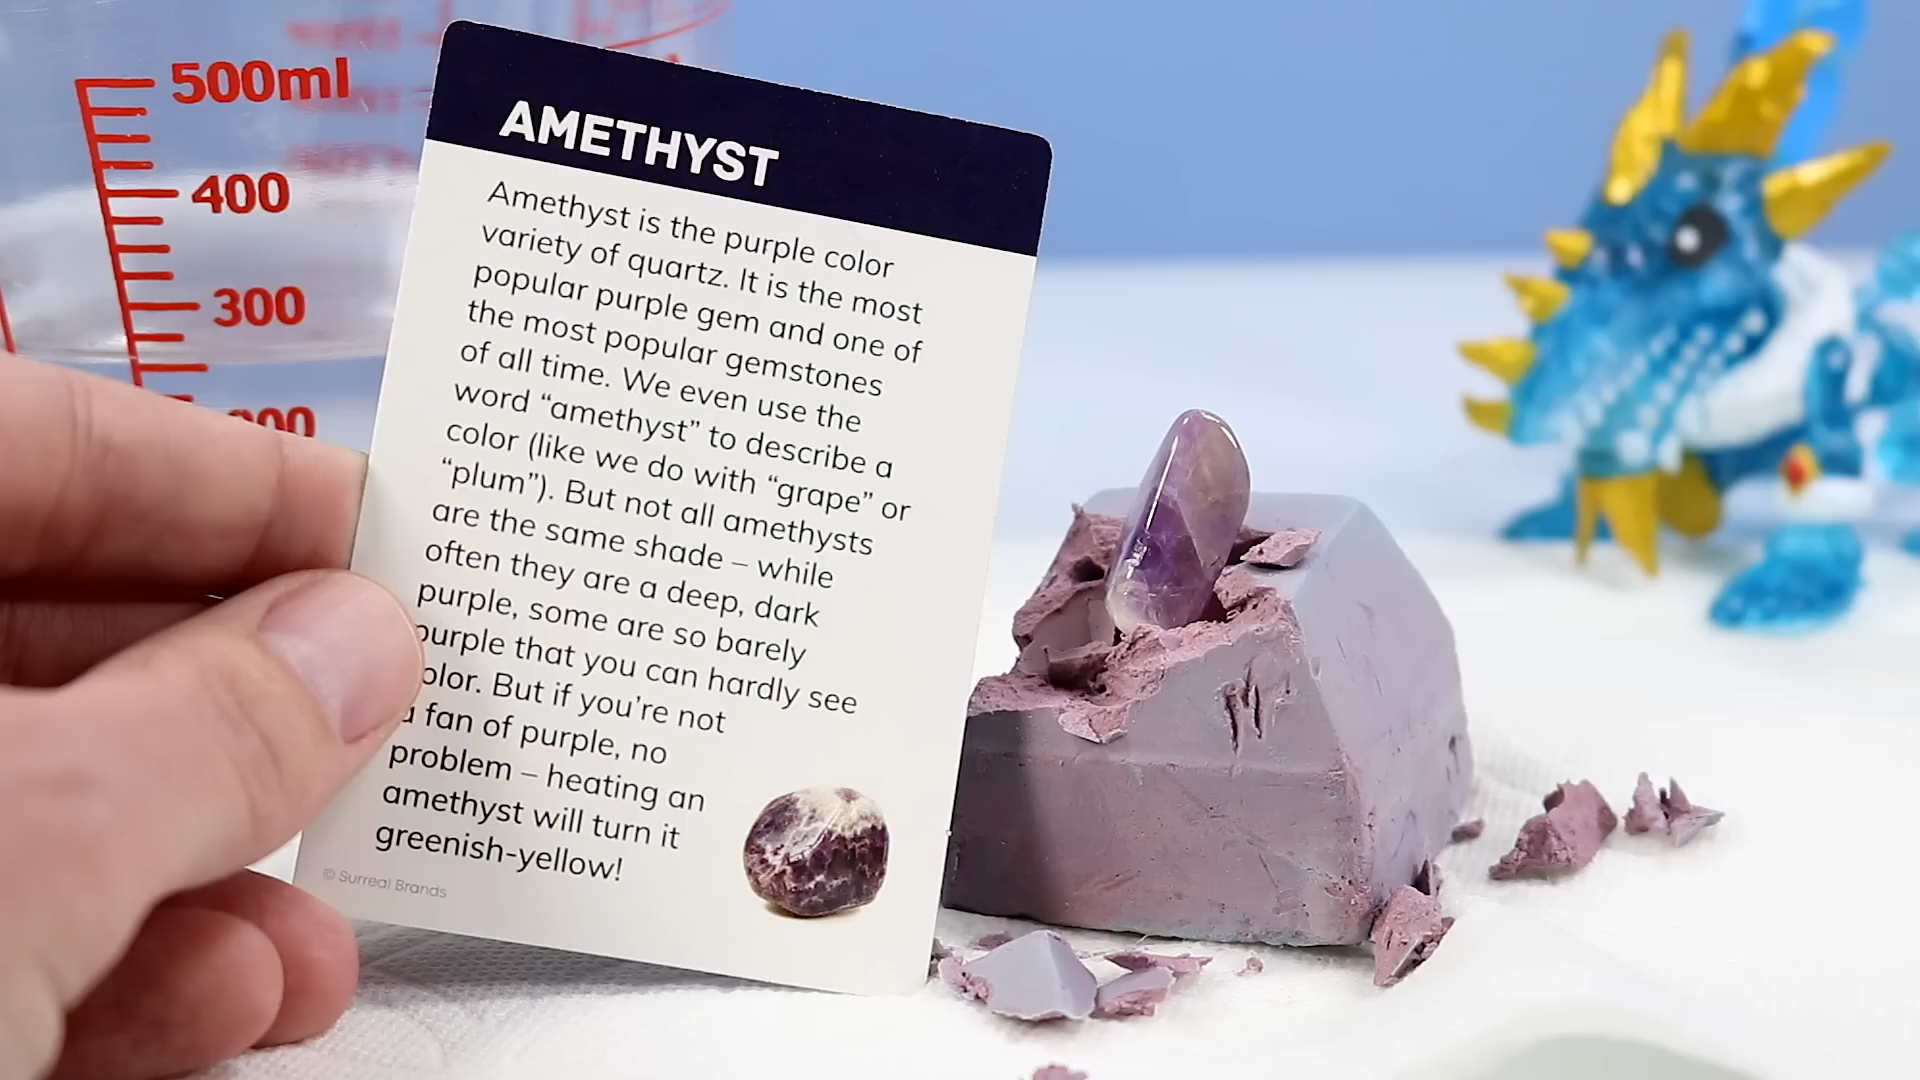 500ml
400
300
AMETHYST
Amethyst is the purple color
variety of quartz. It is the most
popular purple gem and one of
the most popular gemstones
of all time. We even use the
word “amethyst” to describe a
color (like we do with “grape” or
“plum”). But not all amethysts
are the same shade – while
often they are a deep, dark
purple, some are so barely
purple that you can hardly see
color. But if you’re not
a fan of purple, no
problem – heating an
amethyst will turn it
greenish-yellow!
© Surreal Brands